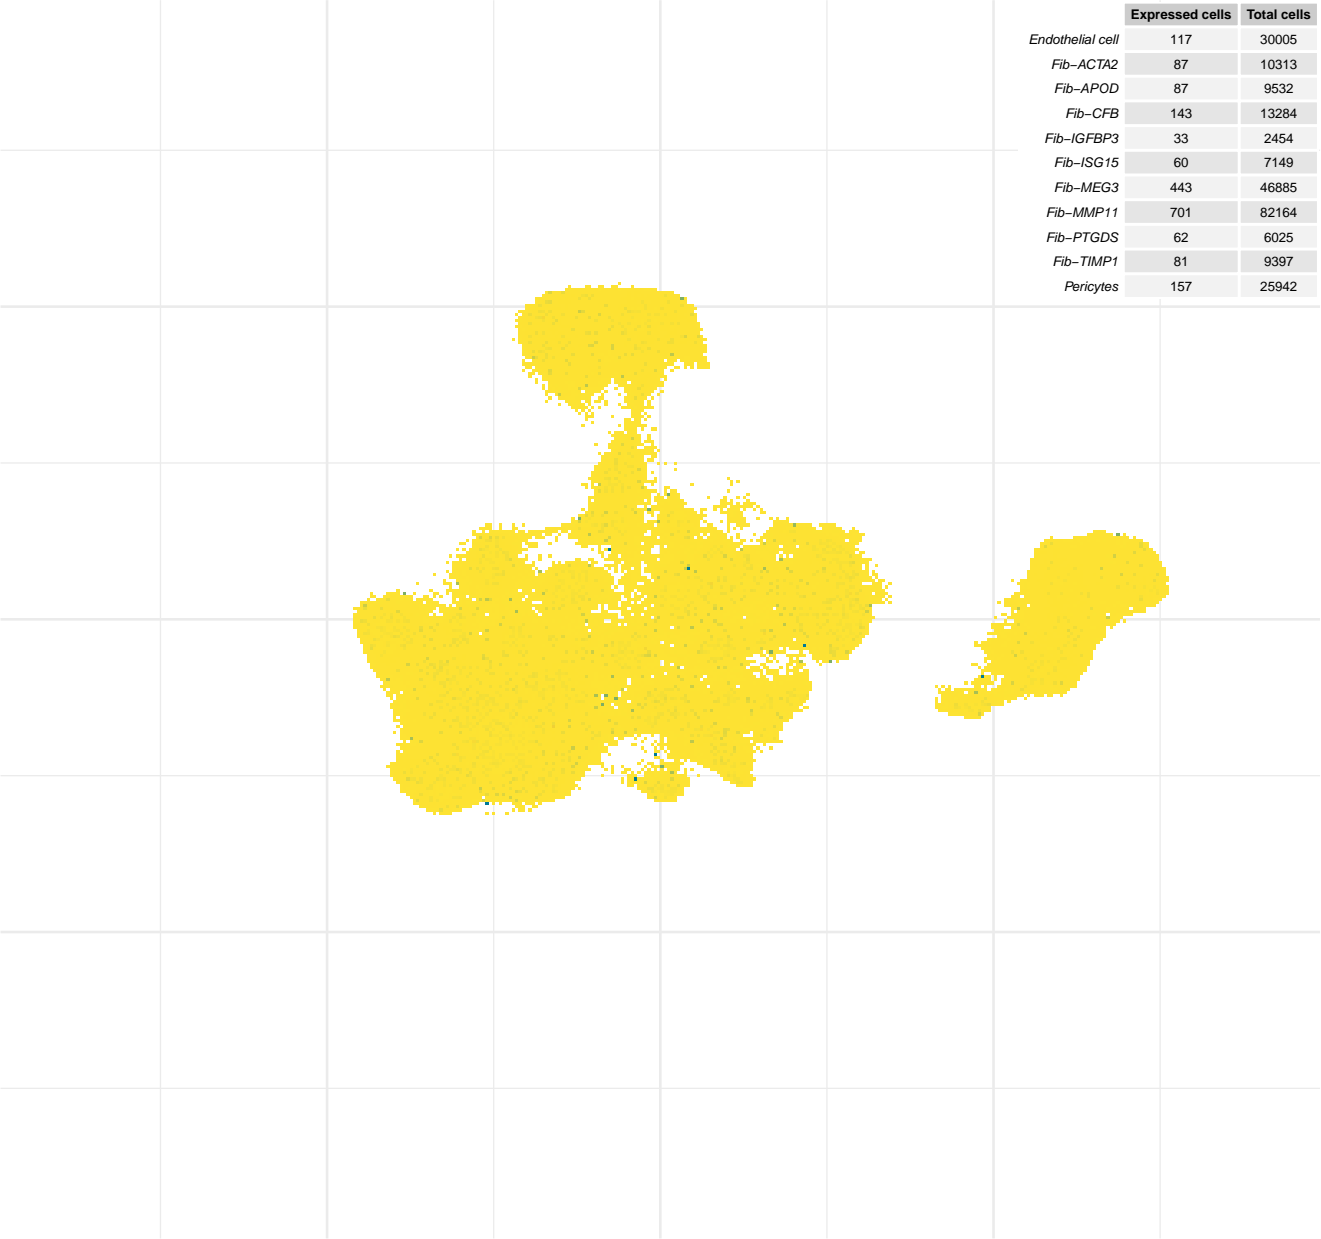 Expressed cells Total cells
Endothelial cell 117 30005
Fib−ACTA2 87 10313
Fib−APOD 87 9532
Fib−CFB 143 13284
Fib−IGFBP3 33 2454
Fib−ISG15 60 7149
Fib−MEG3 443 46885
Fib−MMP11 701 82164
Fib−PTGDS 62 6025
Fib−TIMP1 81 9397
Pericytes 157 25942